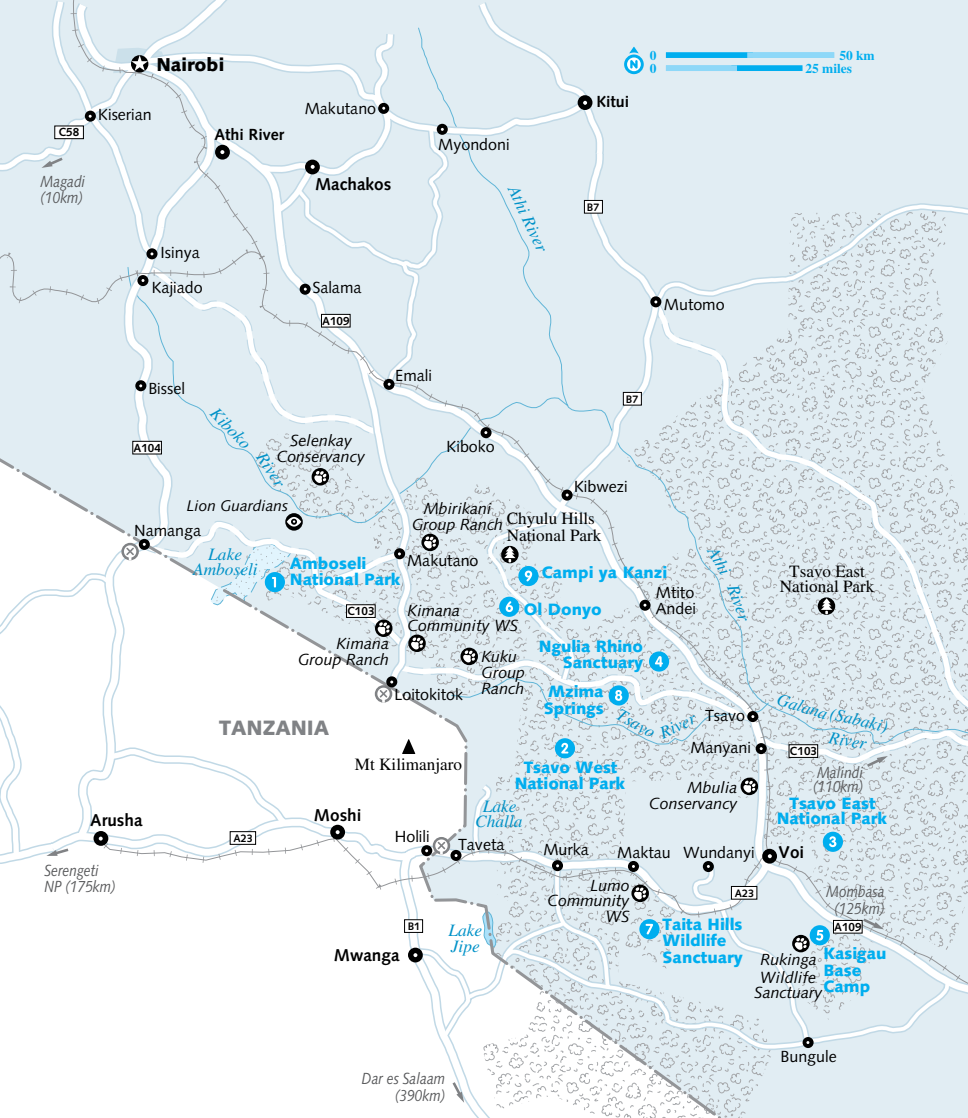 0 50 km
N
0 25 miles
Nairobi
Kitui
Makutano
Kiserian
C58
Athi River
Myondoni
Magadi
(10km)
Machakos
Athi River
B7
Isinya
Kajiado
Salama
Mutomo
A109
Emali
Bissel
B7
Kiboko River
Selenkay
Conservancy
Kiboko
A104
Kibwezi
Lion Guardians
Mbirikani
Group Ranch
Chyulu Hills
National Park
Namanga
Lake
Amboseli
1
Amboseli
National Park
Makutano
9 Campi ya Kanzi
Athi River
Tsavo East
National Park
Mtito
Andei
C103
Kimana
Community WS
6 Ol Donyo
Kimana
Group Ranch
Kuku
Group
Ranch
Ngulia Rhino
Sanctuary 4
Loitokitok
Mzima
Springs
8
Tsavo River
Tsavo
Galana (Sabaki)
River
TANZANIA
Manyani
C103
Mt Kilimanjaro
2
Tsavo West
National Park
Malindi
(110km)
Mbulia
Conservancy
Tsavo East
National Park
3
Lake
Challa
Arusha
Moshi
A23
Holili
Taveta
Murka
Maktau
Wundanyi
Voi
Serengeti
NP (175km)
Lumo
Community
WS
A23
Mombasa
(125km)
B1
Lake
Jipe
7 Taita Hills
Wildlife
Sanctuary
A109
5
Kasigau
Base
Camp
Mwanga
Rukinga
Wildlife
Sanctuary
Bungule
Dar es Salaam
(390km)